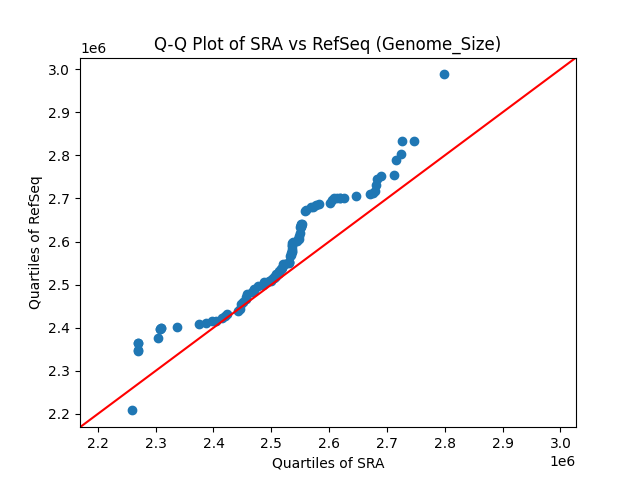 Q-Q Plot of SRA vs RefSeq (Genome_Size)
1e6
3.0
2.9
2.8
2.7
2.6
2.5
2.4
2.3
2.2
Quartiles of RefSeq
2.2 2.3 2.4 2.5 2.6 2.7 2.8 2.9 3.0
1e6
Quartiles of SRA